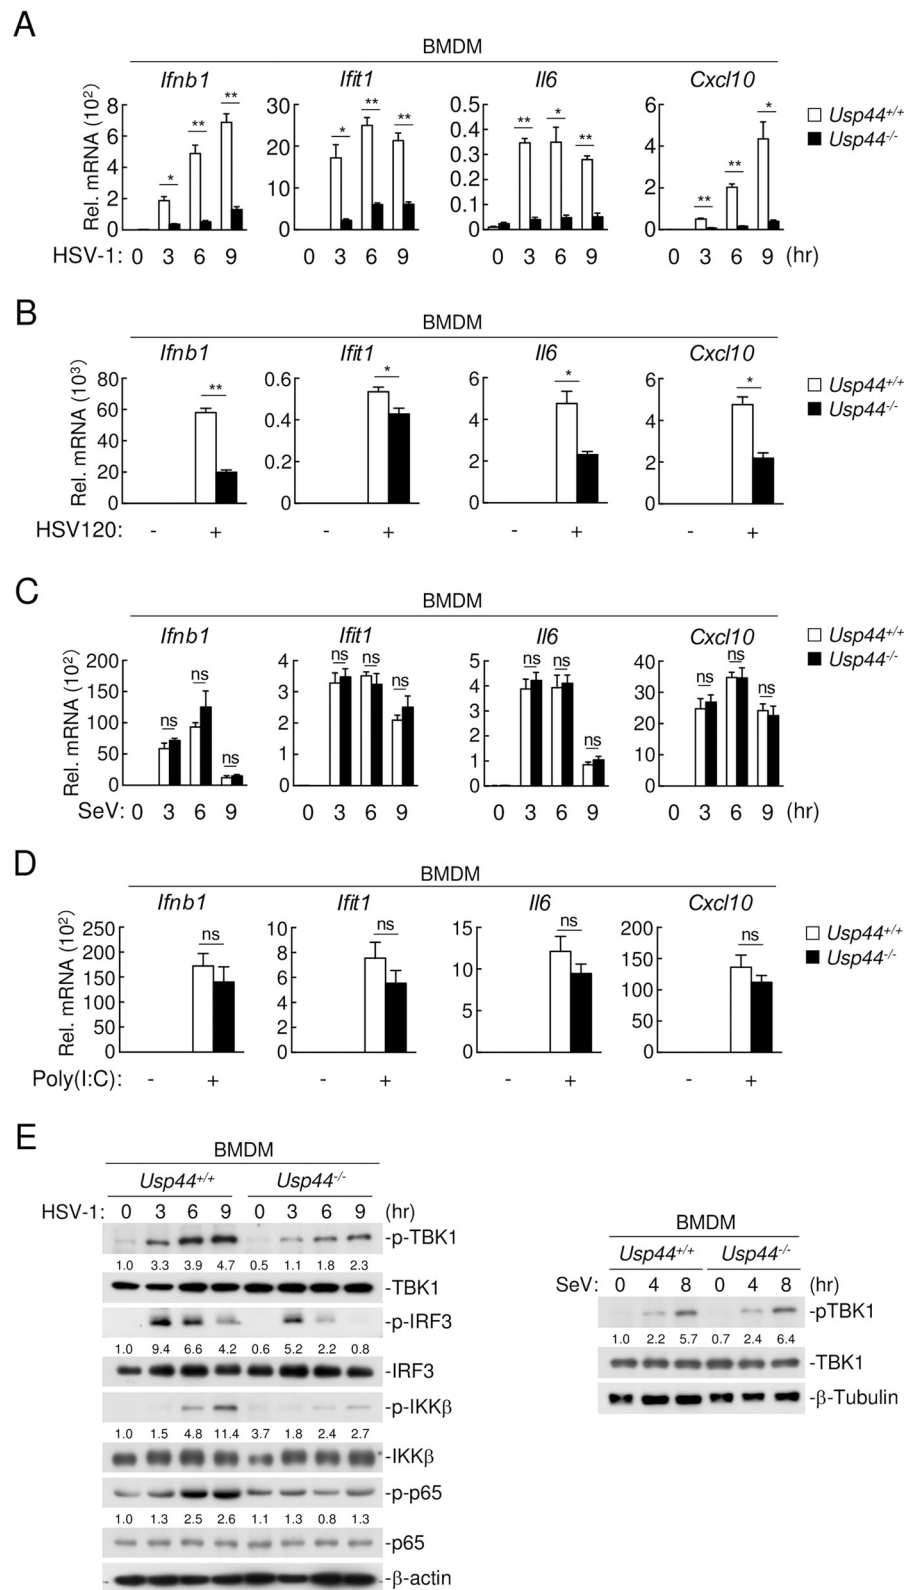 A
BMDM
Ifnb1 Ifit1 Il6 Cxcl10
Rel. mRNA (10²)
8 6 4 2 0
30 20 10 0
0.5 0.4 0.3 0.2 0.1 0
6 4 2 0
* ** **
* ** **
** * **
** ** *
Usp44+/+
Usp44-/-
HSV-1: 0 3 6 9 0 3 6 9 0 3 6 9 0 3 6 9 (hr)
B
BMDM
Ifnb1 Ifit1 Il6 Cxcl10
Rel. mRNA (10³)
80 60 40 20 0
0.6 0.4 0.2 0
6 4 2 0
6 4 2 0
** * * *
Usp44+/+
Usp44-/-
HSV120: - + - + - + - +
C
BMDM
Ifnb1 Ifit1 Il6 Cxcl10
Rel. mRNA (10²)
200 150 100 50 0
4 3 2 1 0
5 4 3 2 1 0
40 30 20 10 0
ns ns ns
ns ns ns
ns ns ns
ns ns ns
Usp44+/+
Usp44-/-
SeV: 0 3 6 9 0 3 6 9 0 3 6 9 0 3 6 9 (hr)
D
BMDM
Ifnb1 Ifit1 Il6 Cxcl10
Rel. mRNA (10²)
250 200 150 100 50 0
10 8 6 4 2 0
15 10 5 0
200 150 100 50 0
ns ns ns ns
Usp44+/+
Usp44-/-
Poly(I:C): - + - + - + - +
E
BMDM
Usp44+/+ Usp44-/-
HSV-1: 0 3 6 9 0 3 6 9 (hr)
-p-TBK1
1.0 3.3 3.9 4.7 0.5 1.1 1.8 2.3
-TBK1
-p-IRF3
1.0 9.4 6.6 4.2 0.6 5.2 2.2 0.8
-IRF3
-p-IKKβ
1.0 1.5 4.8 11.4 3.7 1.8 2.4 2.7
-IKKβ
-p-p65
1.0 1.3 2.5 2.6 1.1 1.3 0.8 1.3
-p65
-β-actin
BMDM
Usp44+/+ Usp44-/-
SeV: 0 4 8 0 4 8 (hr)
-pTBK1
1.0 2.2 5.7 0.7 2.4 6.4
-TBK1
-β-Tubulin